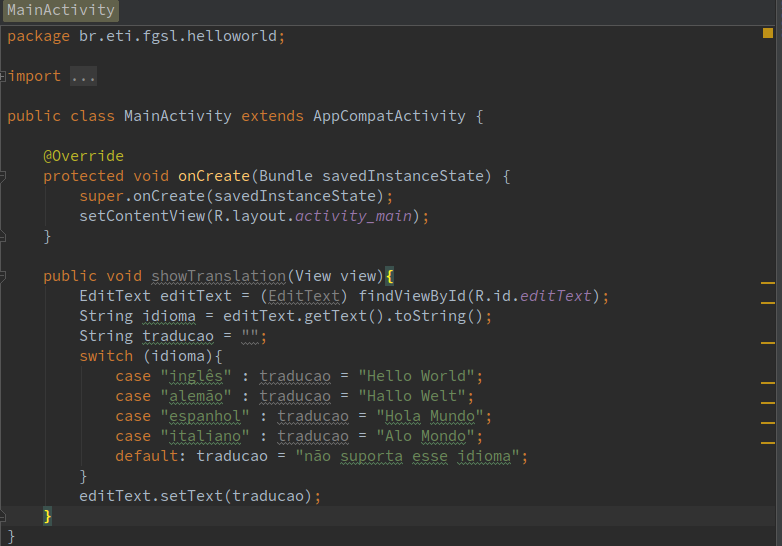 MainActivity
package br.eti.fgsl.helloworld;
import ...
public class MainActivity extends AppCompatActivity {
@Override
protected void onCreate(Bundle savedInstanceState) {
super.onCreate(savedInstanceState);
setContentView(R.layout.activity_main);
}
public void showTranslation(View view){
EditText editText = (EditText) findViewById(R.id.editText);
String idioma = editText.getText().toString();
String traducao = "";
switch (idioma){
case "inglês" : traducao = "Hello World";
case "alemão" : traducao = "Hallo Welt";
case "espanhol" : traducao = "Hola Mundo";
case "italiano" : traducao = "Alo Mondo";
default: traducao = "não suporta esse idioma";
}
editText.setText(traducao);
}
}